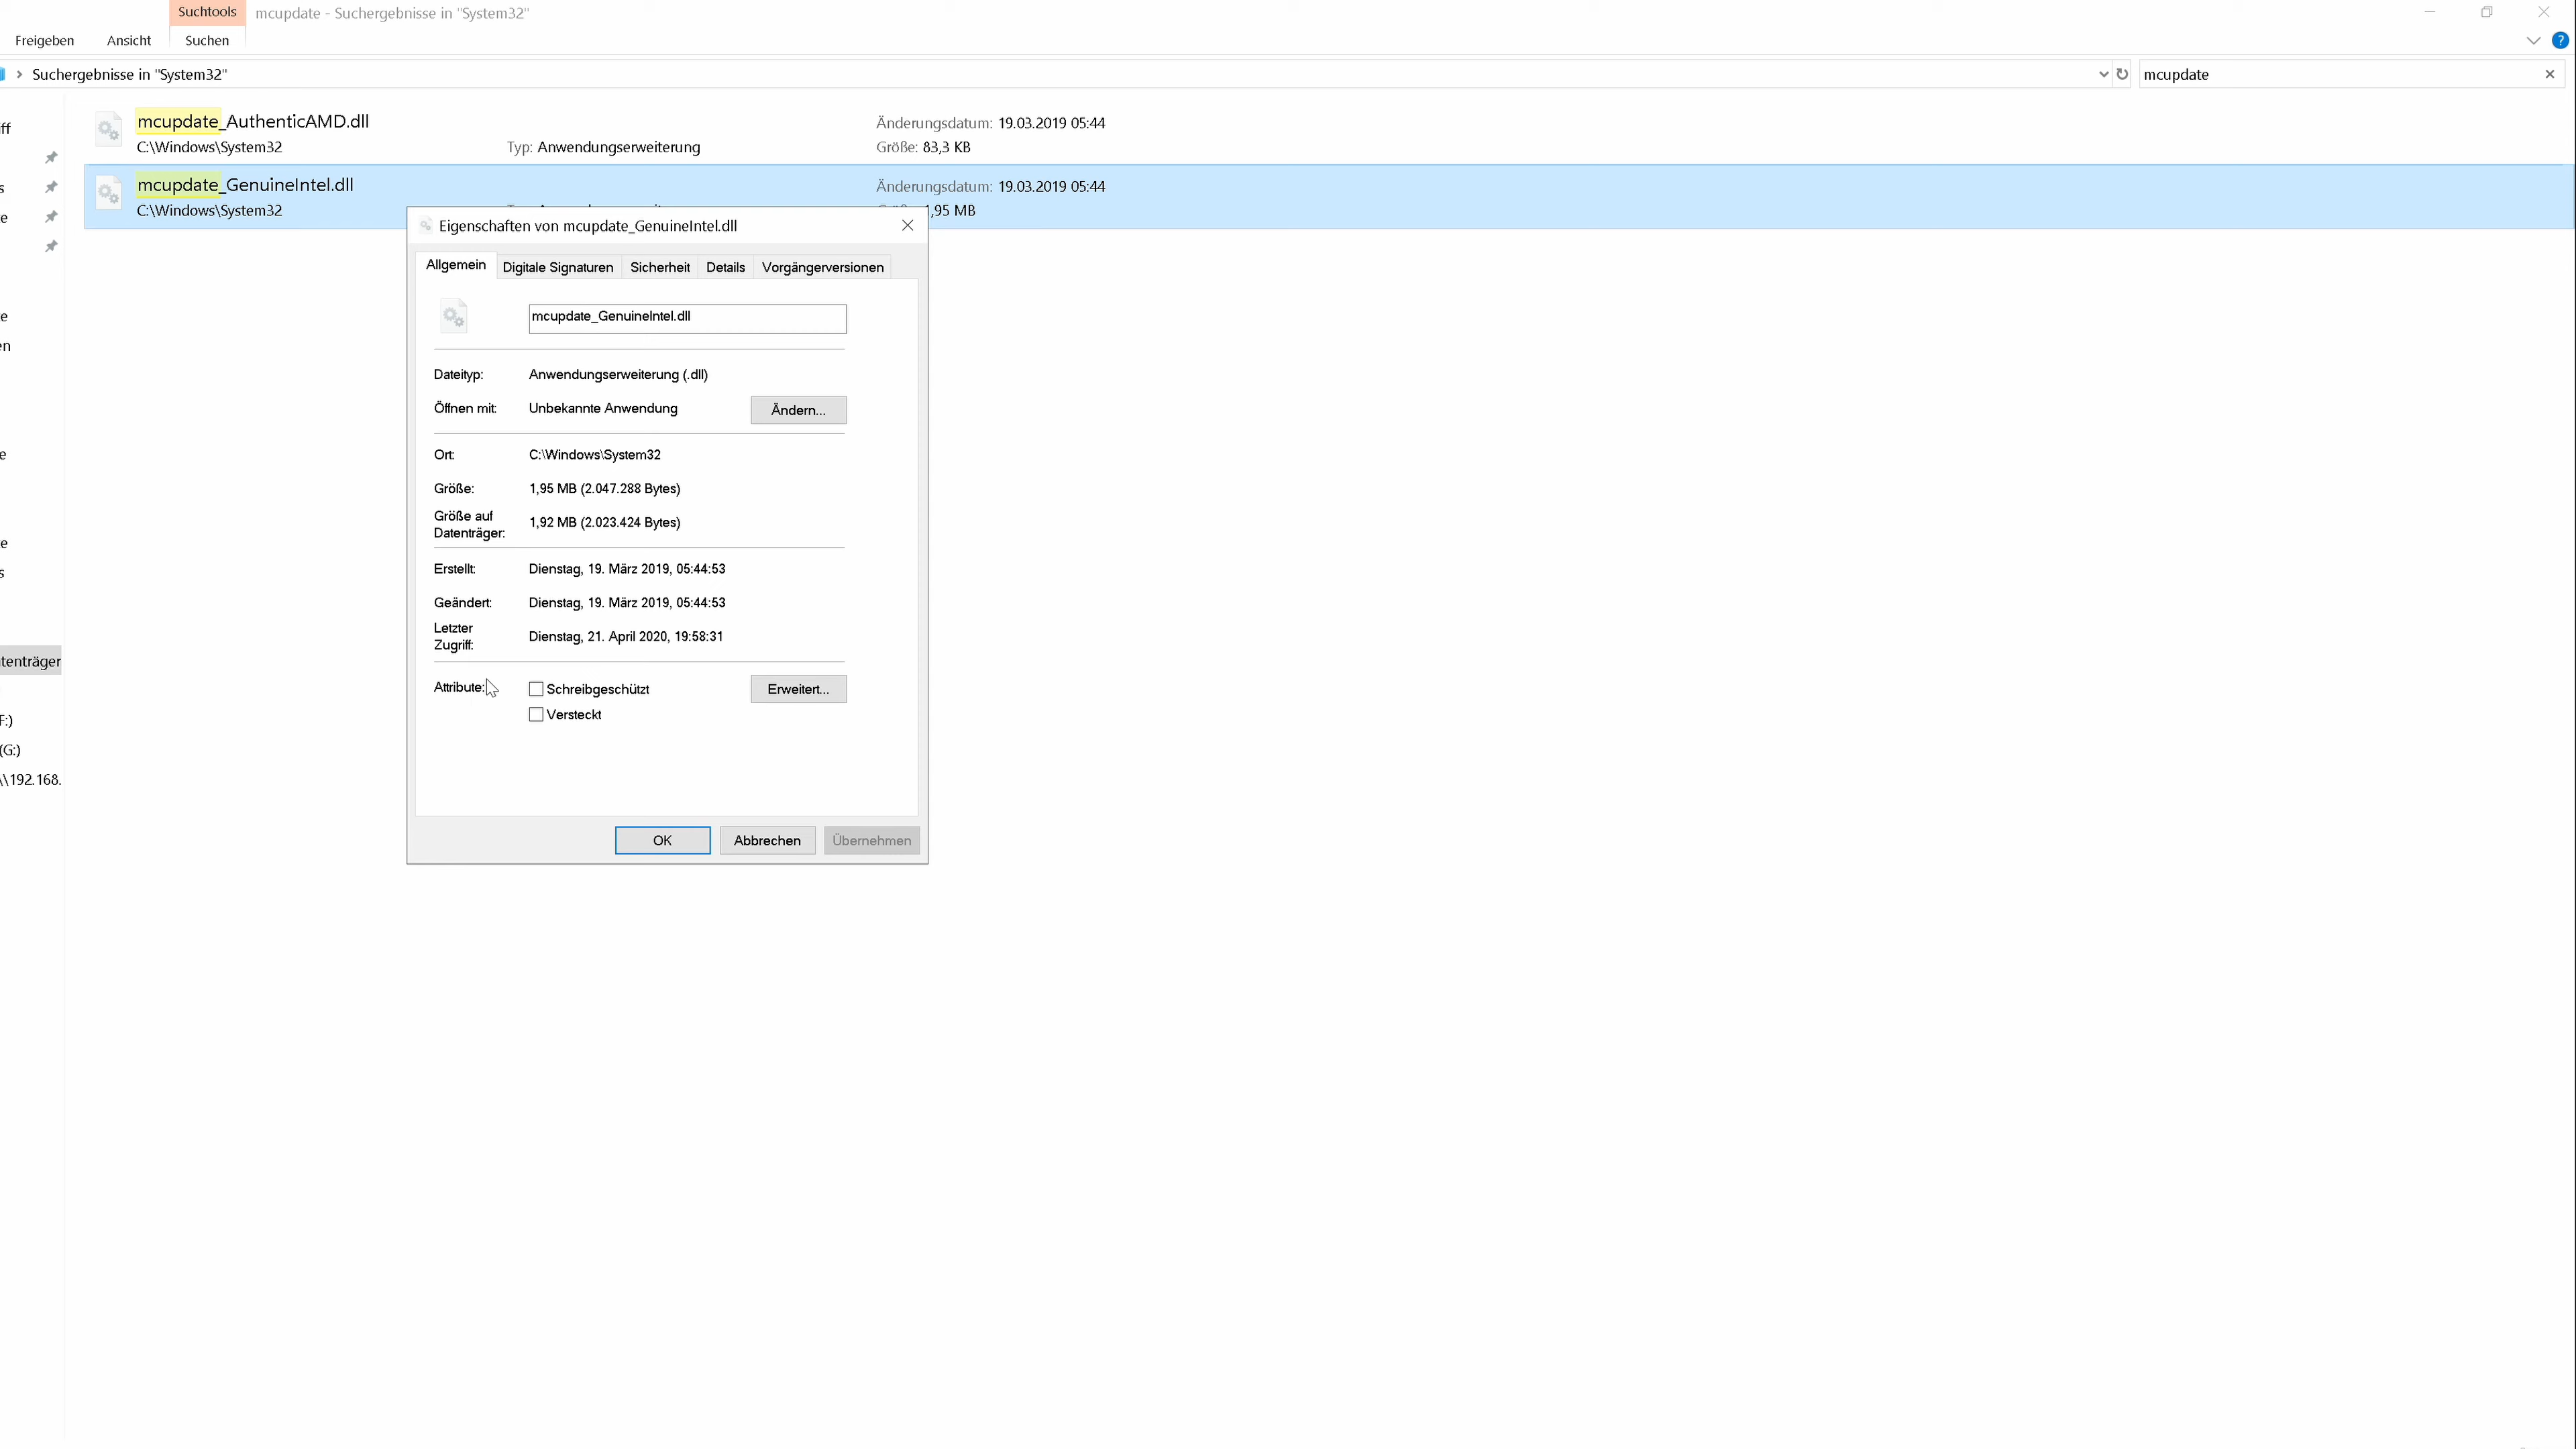 Suchtools mcupdate - Suchergebnisse in "System32"
Freigeben Ansicht Suchen
Suchergebnisse in "System32" mcupdate
mcupdate_AuthenticAMD.dll Änderungsdatum: 19.03.2019 05:44
C:\Windows\System32 Typ: Anwendungserweiterung Größe: 83,3 KB
mcupdate_GenuineIntel.dll Änderungsdatum: 19.03.2019 05:44
C:\Windows\System32 1,95 MB
Eigenschaften von mcupdate_GenuineIntel.dll
Allgemein Digitale Signaturen Sicherheit Details Vorgängerversionen
mcupdate_GenuineIntel.dll
Dateityp: Anwendungserweiterung (.dll)
Öffnen mit: Unbekannte Anwendung Ändern...
Ort: C:\Windows\System32
Größe: 1,95 MB (2.047.288 Bytes)
Größe auf Datenträger: 1,92 MB (2.023.424 Bytes)
Erstellt: Dienstag, 19. März 2019, 05:44:53
Geändert: Dienstag, 19. März 2019, 05:44:53
Letzter Zugriff: Dienstag, 21. April 2020, 19:58:31
Attribute: Schreibgeschützt Erweitert...
Versteckt
OK Abbrechen Übernehmen
tenträger
F:)
(G:)
\\192.168.